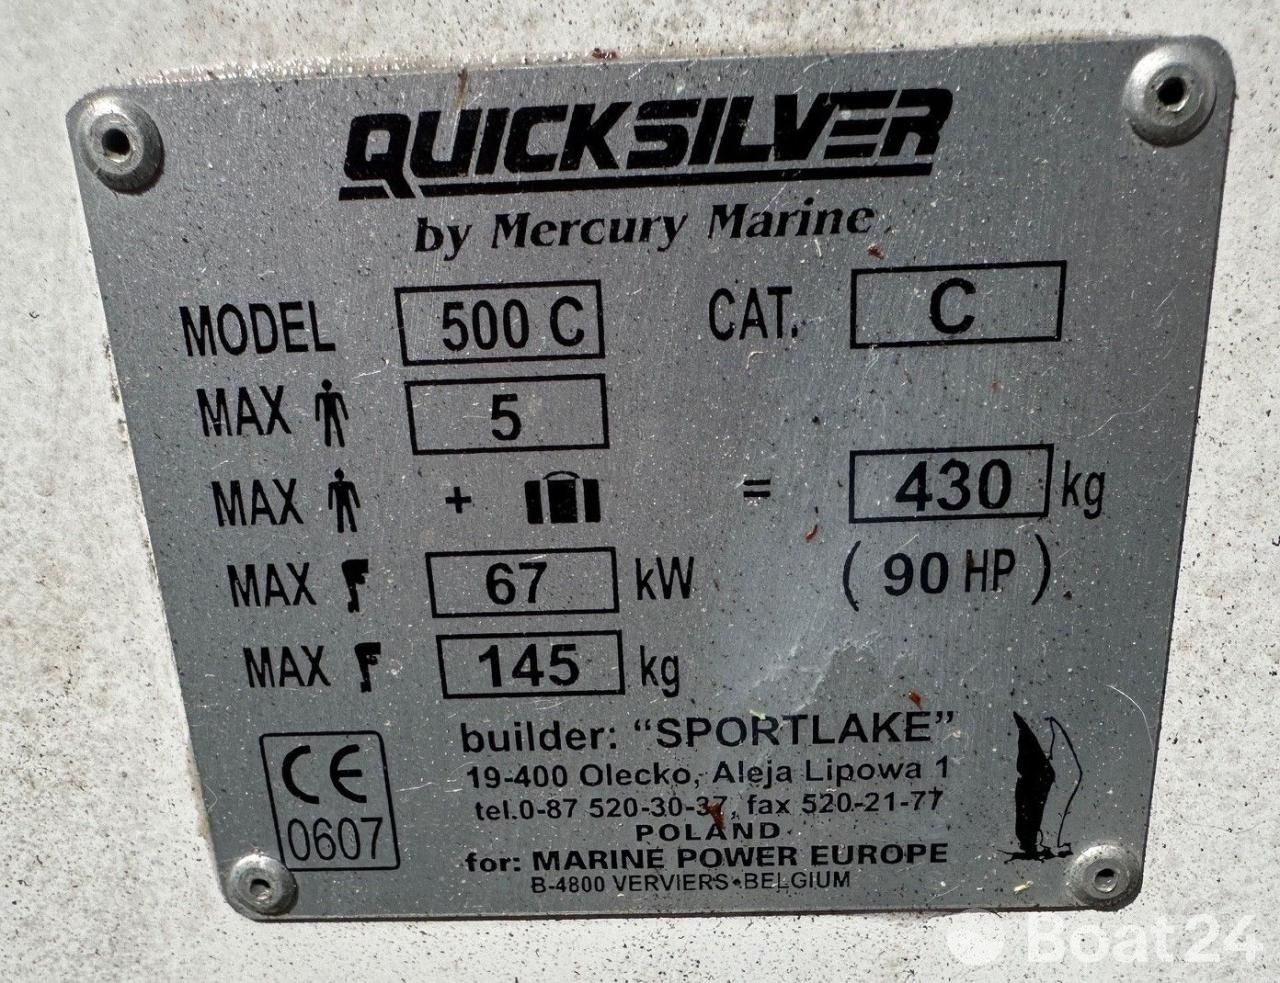 QUICKSILVER
by Mercury Marine
MODEL 500 C CAT. C
MAX 5
MAX + = 430 kg
MAX 67 kW (90 HP)
MAX 145 kg
builder: "SPORTLAKE"
19-400 Olecko, Aleja Lipowa 1
tel.0-87 520-30-37, fax 520-21-77
POLAND
for: MARINE POWER EUROPE
B-4800 VERVIERS-BELGIUM
CE
0607
Boat24